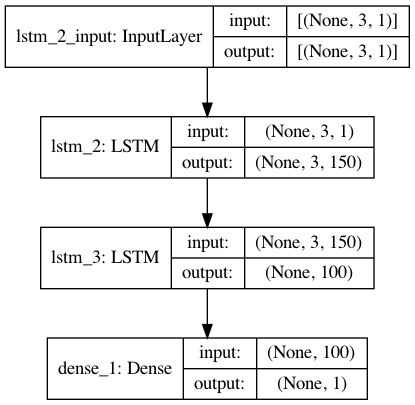 lstm_2_input: InputLayer
input: [(None, 3, 1)]
output: [(None, 3, 1)]
lstm_2: LSTM
input: (None, 3, 1)
output: (None, 3, 150)
lstm_3: LSTM
input: (None, 3, 150)
output: (None, 100)
dense_1: Dense
input: (None, 100)
output: (None, 1)